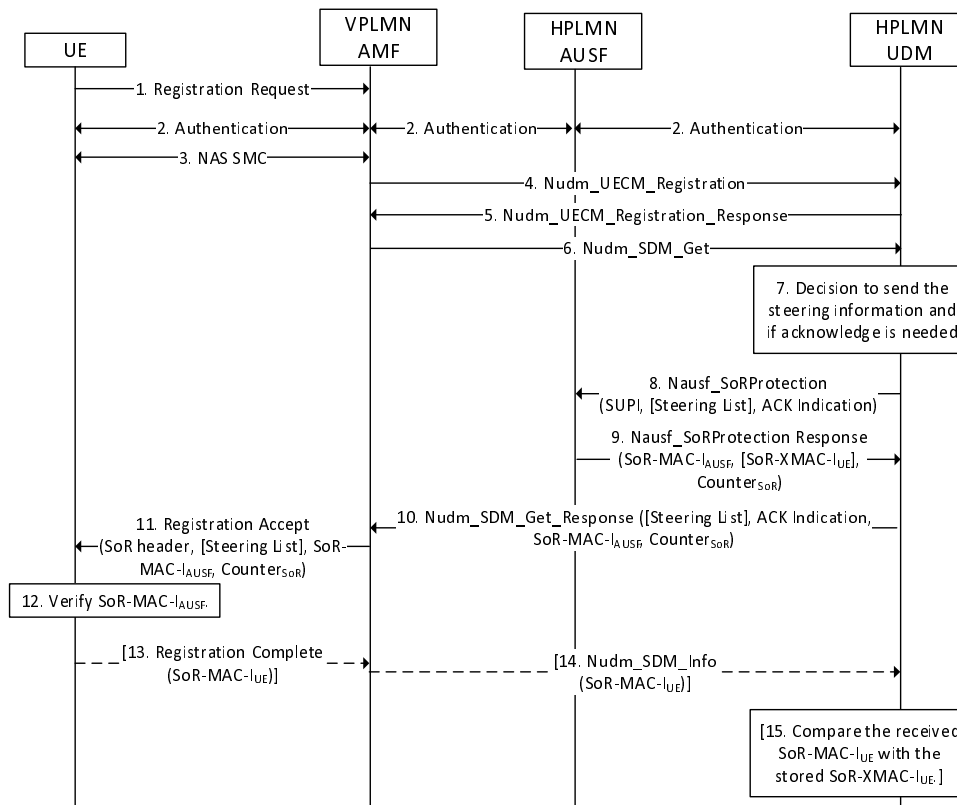 UE
VPLMN
AMF
HPLMN
AUSF
HPLMN
UDM
1. Registration Request
2. Authentication
2. Authentication
2. Authentication
3. NAS SMC
4. Nudm_UECM_Registration
5. Nudm_UECM_Registration_Response
6. Nudm_SDM_Get
7. Decision to send the
steering information and
if acknowledge is needed
8. Nausf_SoRProtection
(SUPI, [Steering List], ACK Indication)
9. Nausf_SoRProtection Response
(SoR-MAC-IAUSF, [SoR-XMAC-IUE],
CounterSoR)
10. Nudm_SDM_Get_Response ([Steering List], ACK Indication,
SoR-MAC-IAUSF, CounterSoR)
11. Registration Accept
(SoR header, [Steering List], SoR-
MAC-IAUSF, CounterSoR)
12. Verify SoR-MAC-IAUSF.
[13. Registration Complete
(SoR-MAC-IUE)]
[14. Nudm_SDM_Info
(SoR-MAC-IUE)]
[15. Compare the received
SoR-MAC-IUE with the
stored SoR-XMAC-IUE.]